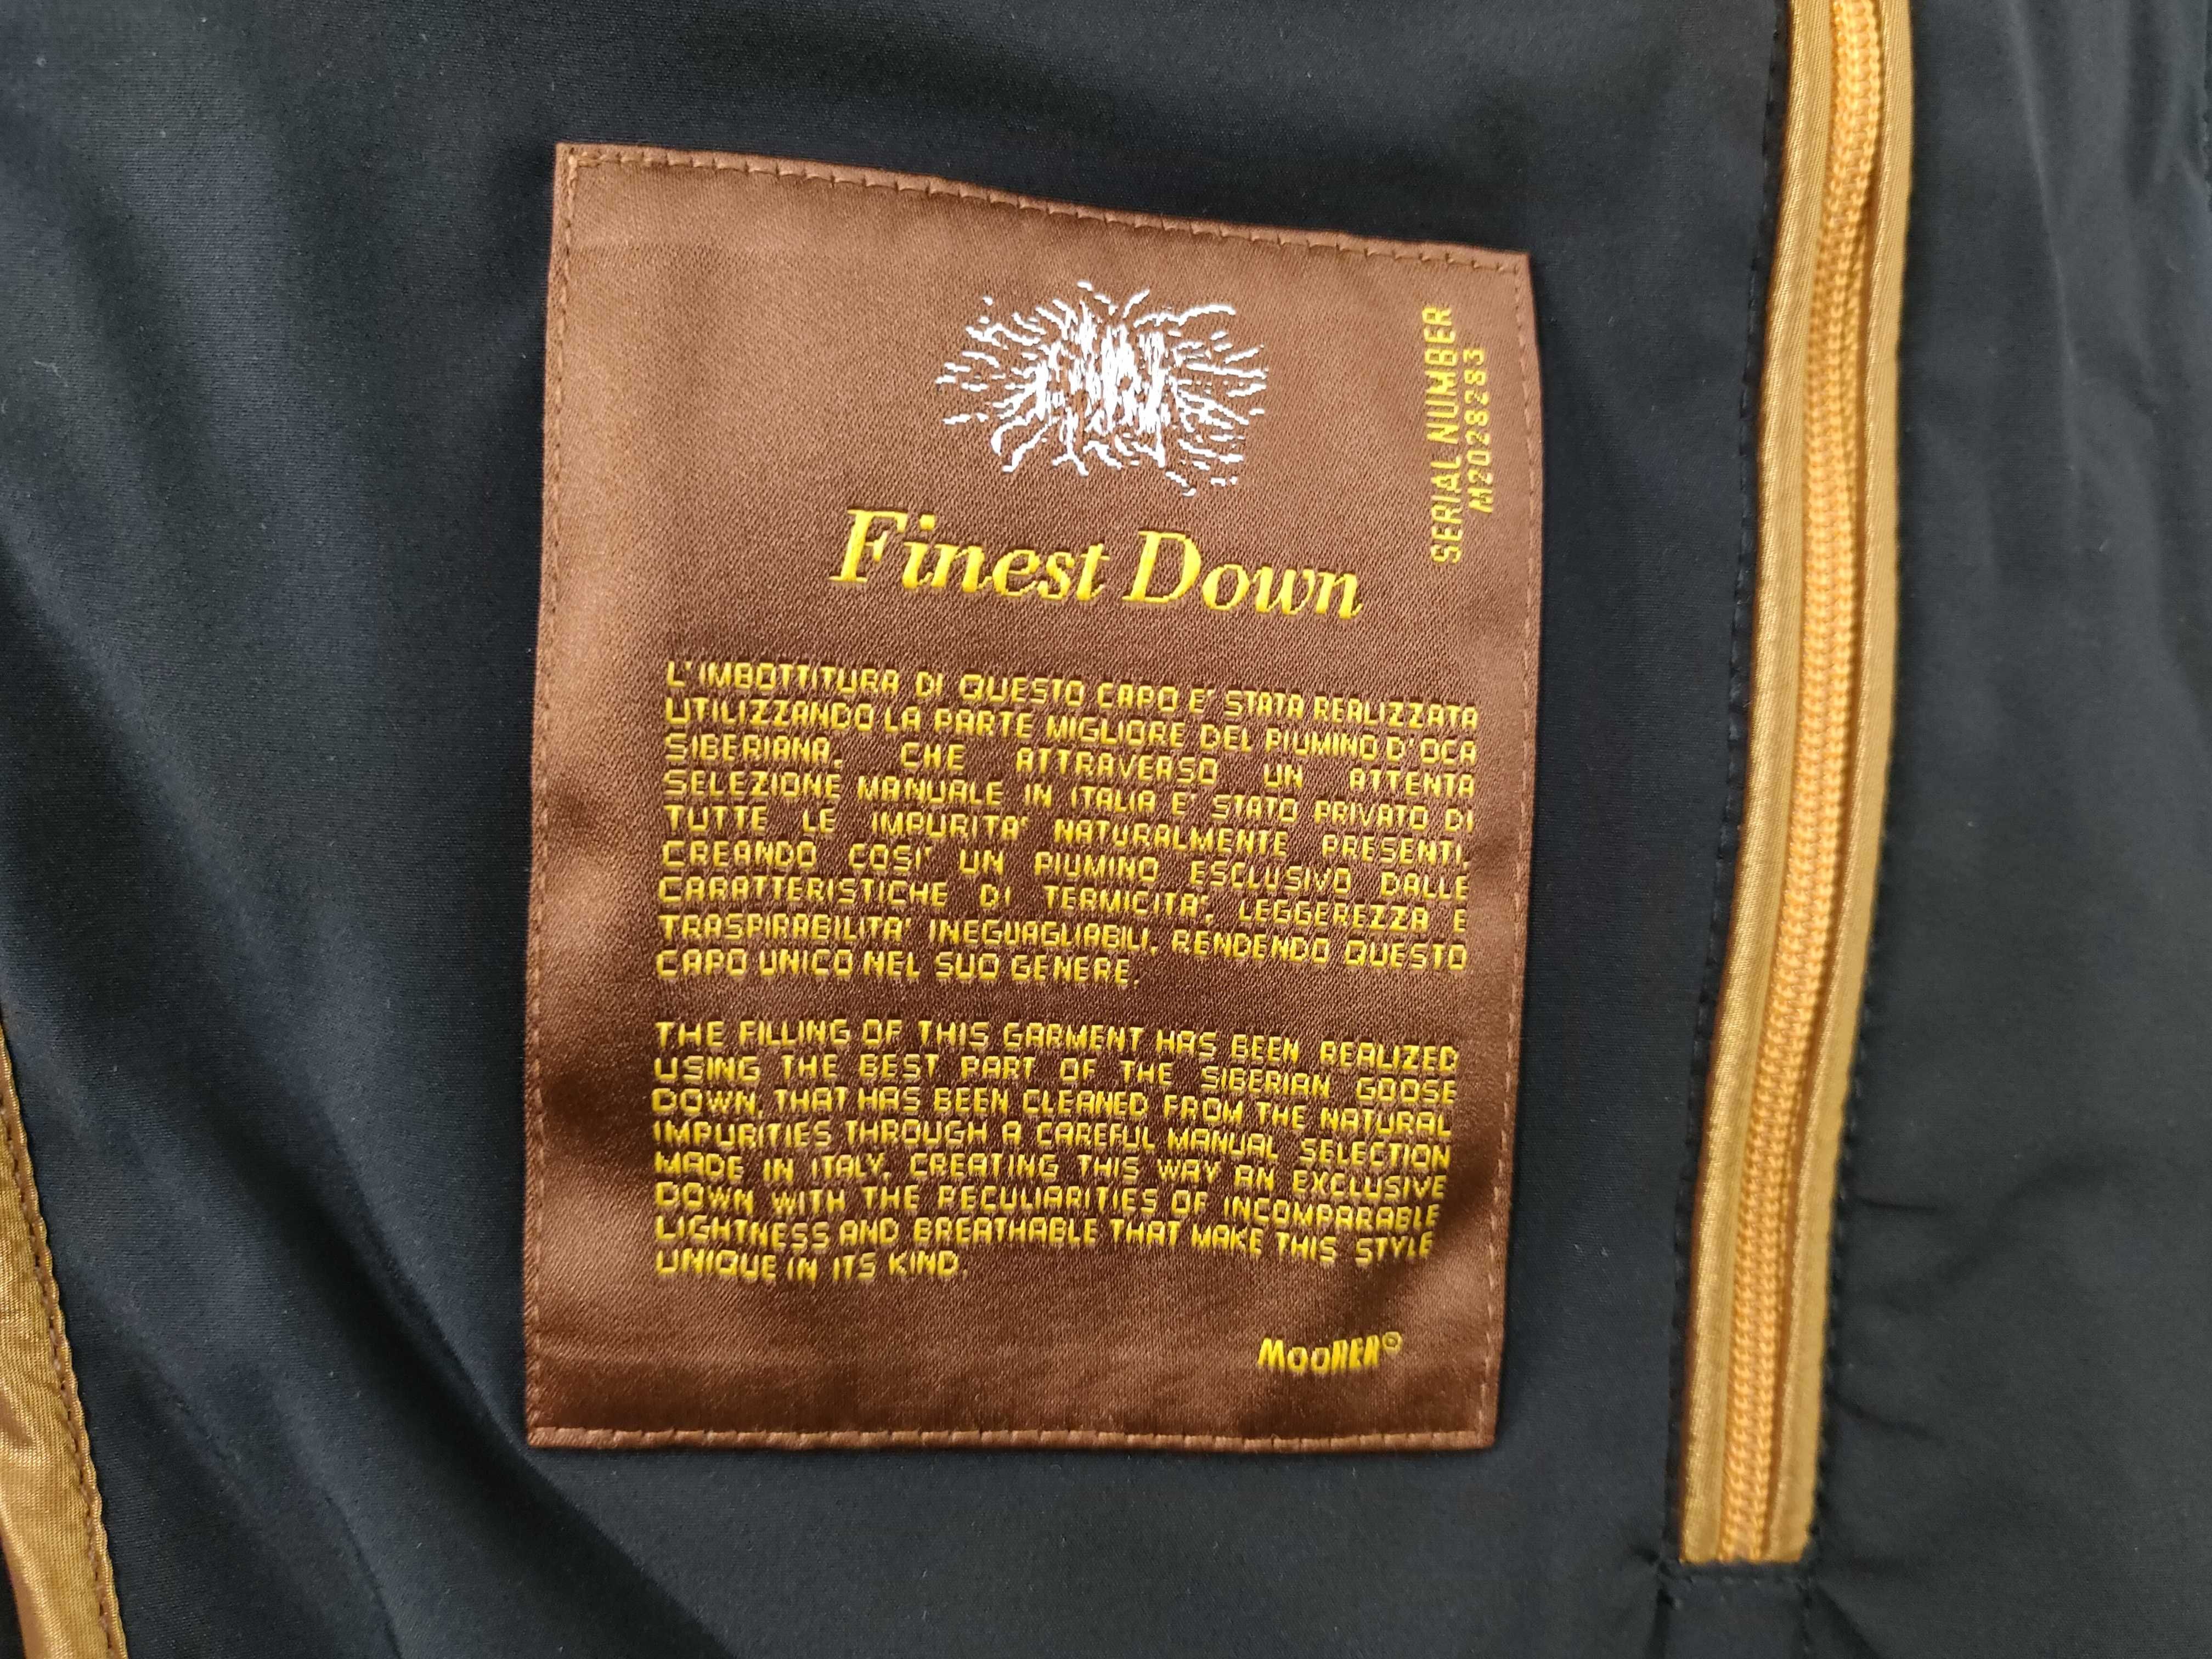 SERIAL NUMBER
M2028283
Finest Down
L'IMBOTTITURA DI QUESTO CAPO E' STATA REALIZZATA
UTILIZZANDO LA PARTE MIGLIORE DEL PIUMINO D'OCA
SIBERIANA, CHE ATTRAVERSO UN ATTENTA
SELEZIONE MANUALE IN ITALIA E' STATO PRIVATO DI
TUTTE LE IMPURITA' NATURALMENTE PRESENTI,
CREANDO COSI' UN PIUMINO ESCLUSIVO DALLE
CARATTERISTICHE DI TERMICITA', LEGGEREZZA E
TRASPIRABILITA' INEGUAGLIABILI, RENDENDO QUESTO
CAPO UNICO NEL SUO GENERE.
THE FILLING OF THIS GARMENT HAS BEEN REALIZED
USING THE BEST PART OF THE SIBERIAN GOOSE
DOWN, THAT HAS BEEN CLEANED FROM THE NATURAL
IMPURITIES THROUGH A CAREFUL MANUAL SELECTION
MADE IN ITALY, CREATING THIS WAY AN EXCLUSIVE
DOWN WITH THE PECULIARITIES OF INCOMPARABLE
LIGHTNESS AND BREATHABLE THAT MAKE THIS STYLE
UNIQUE IN ITS KIND.
MOORER®